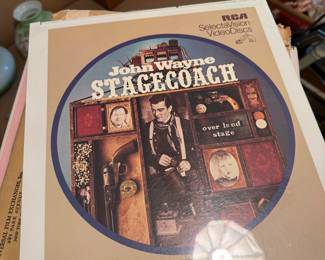 RCA
SelectaVision
VideoDiscs
John Wayne
STAGECOACH
over land
stage